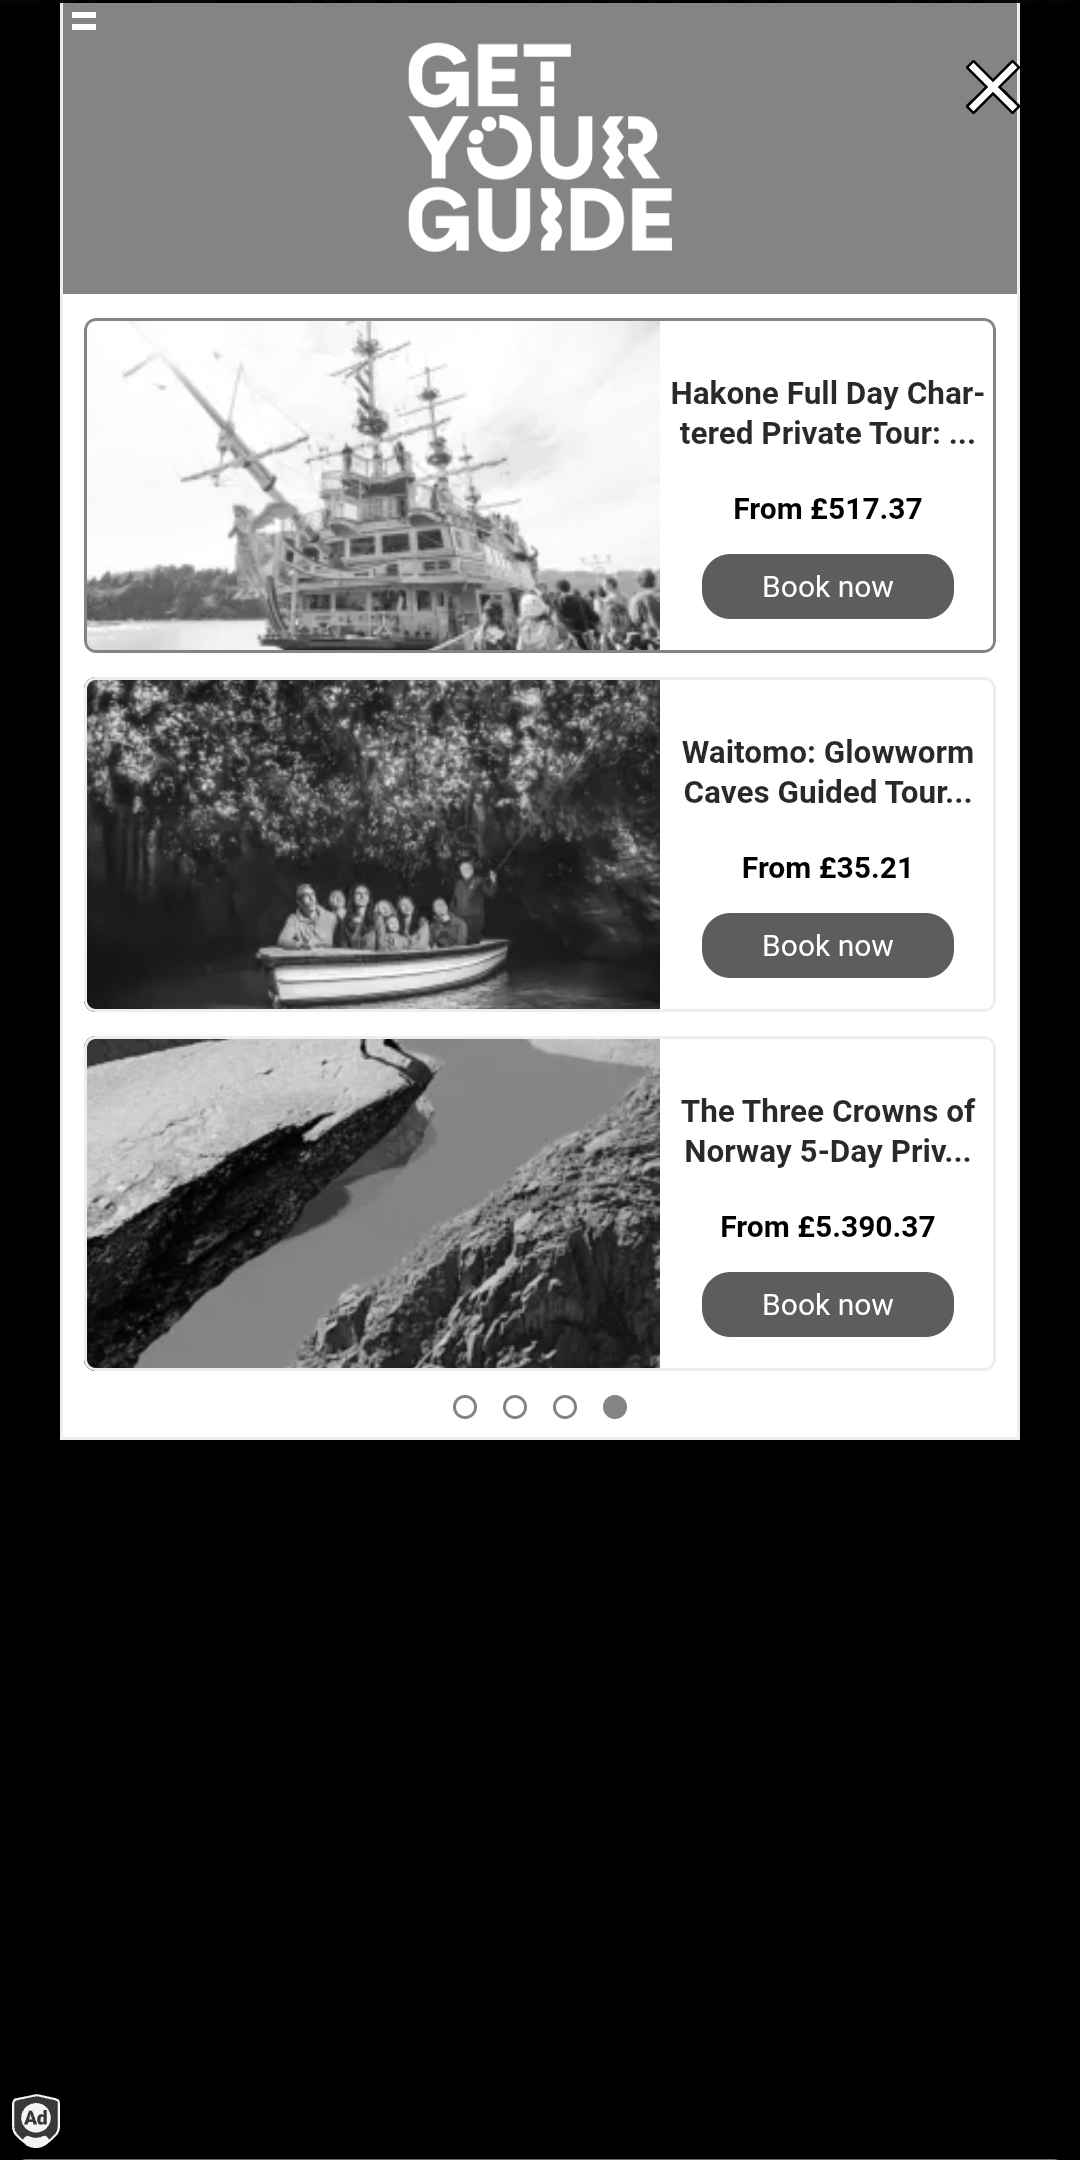 GET
YOUR
GUIDE
Hakone Full Day Char-
tered Private Tour: ...
From £517.37
Book now
Waitomo: Glowworm
Caves Guided Tour...
From £35.21
Book now
The Three Crowns of
Norway 5-Day Priv...
From £5.390.37
Book now
Ad